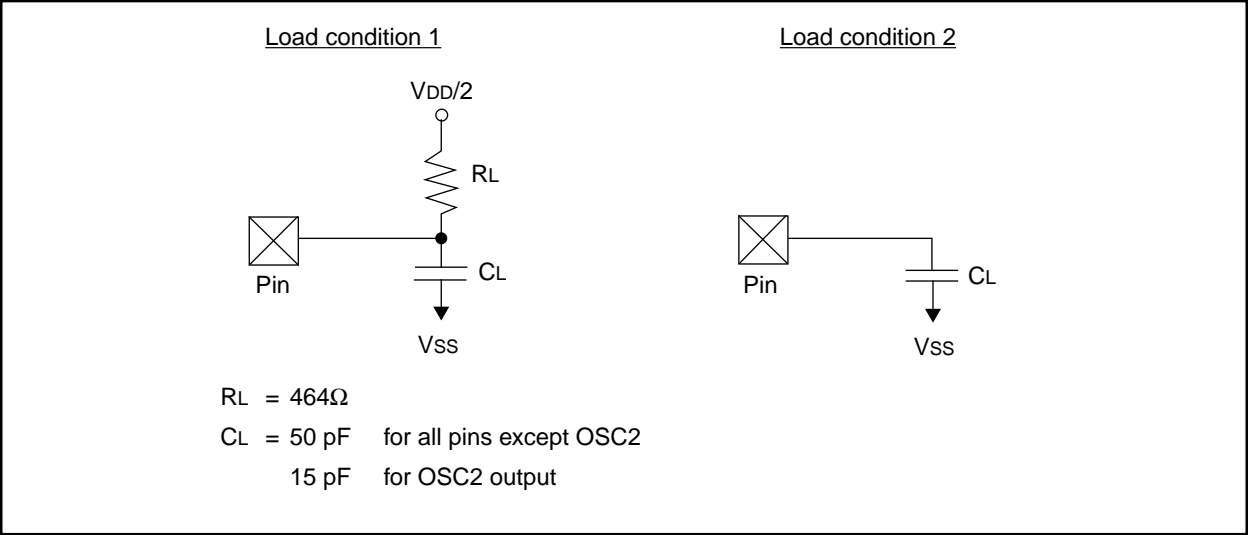 Load condition 1
Load condition 2
VDD/2
RL
Pin
CL
VSS
Pin
CL
VSS
RL = 464Ω
CL = 50 pF for all pins except OSC2
15 pF for OSC2 output